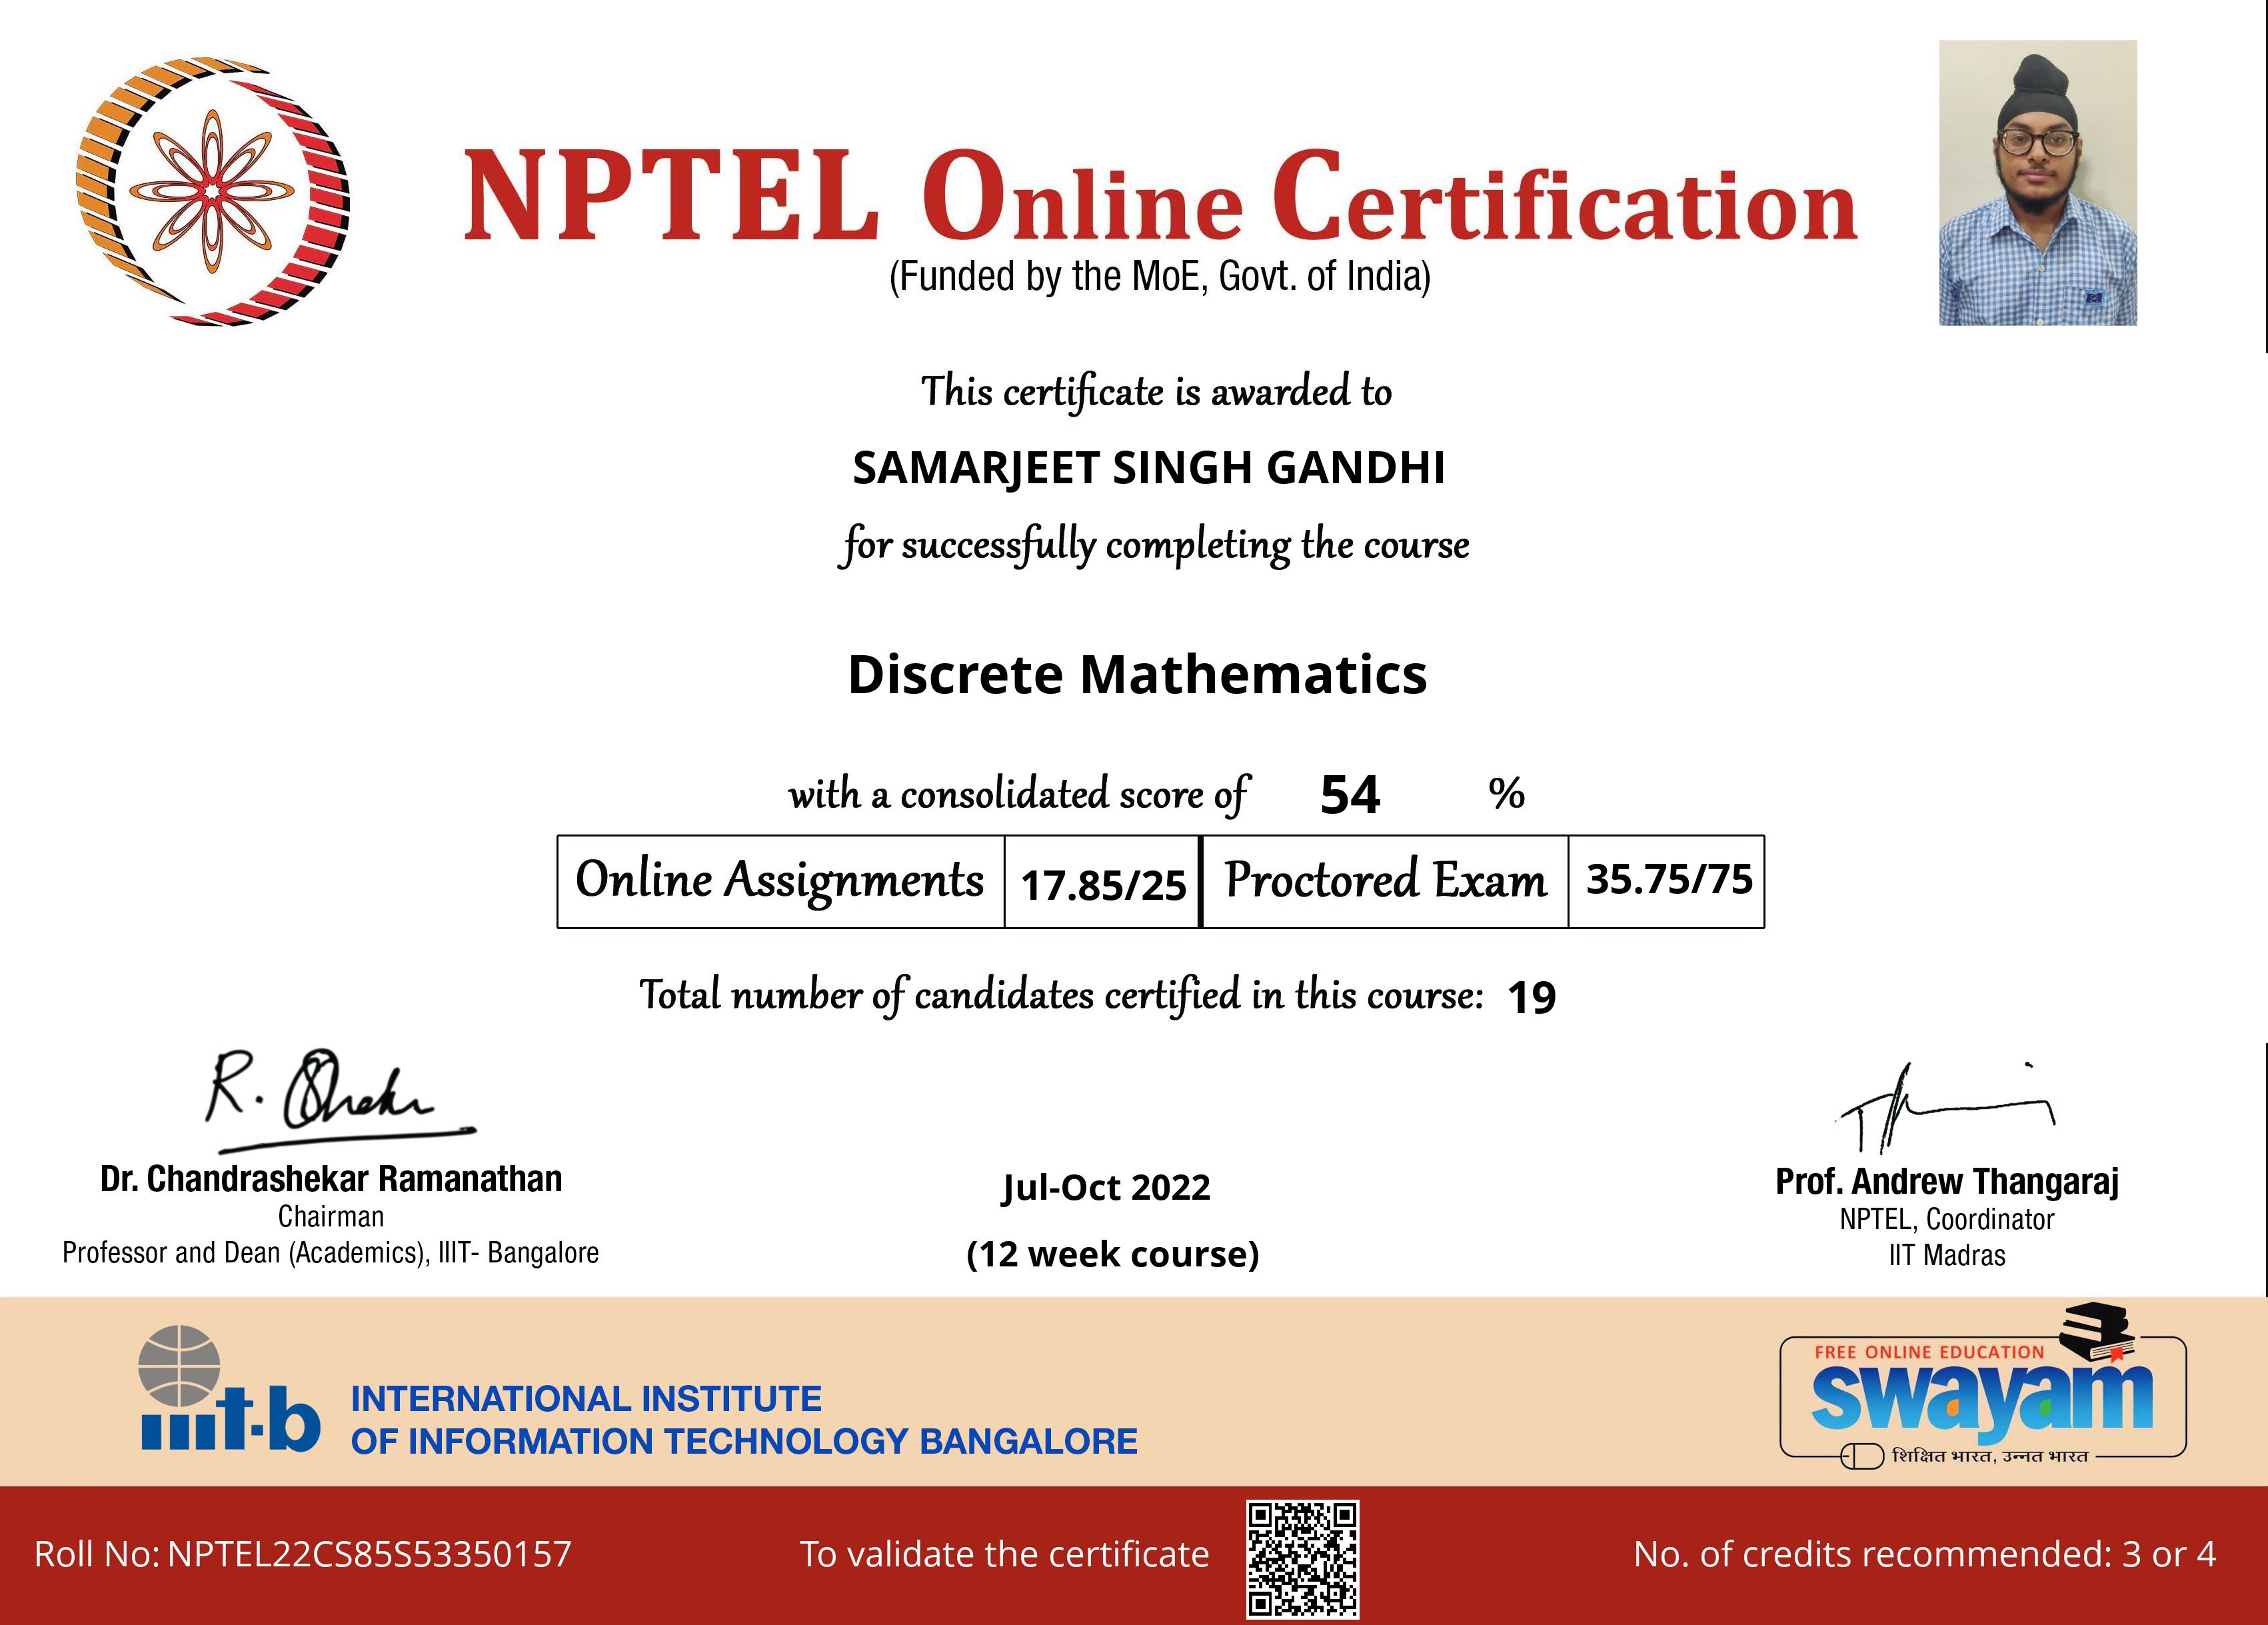 NPTEL Online Certification
(Funded by the MoE, Govt. of India)
This certificate is awarded to
SAMARJEET SINGH GANDHI
for successfully completing the course
Discrete Mathematics
with a consolidated score of 54 %
Online Assignments 17.85/25 Proctored Exam 35.75/75
Total number of candidates certified in this course: 19
Dr. Chandrashekar Ramanathan
Chairman
Professor and Dean (Academics), IIIT- Bangalore
Jul-Oct 2022
(12 week course)
Prof. Andrew Thangaraj
NPTEL, Coordinator
IIT Madras
iiit-b
INTERNATIONAL INSTITUTE
OF INFORMATION TECHNOLOGY BANGALORE
FREE ONLINE EDUCATION
swayam
शिक्षित भारत, उन्नत भारत
Roll No: NPTEL22CS85S53350157
To validate the certificate
No. of credits recommended: 3 or 4